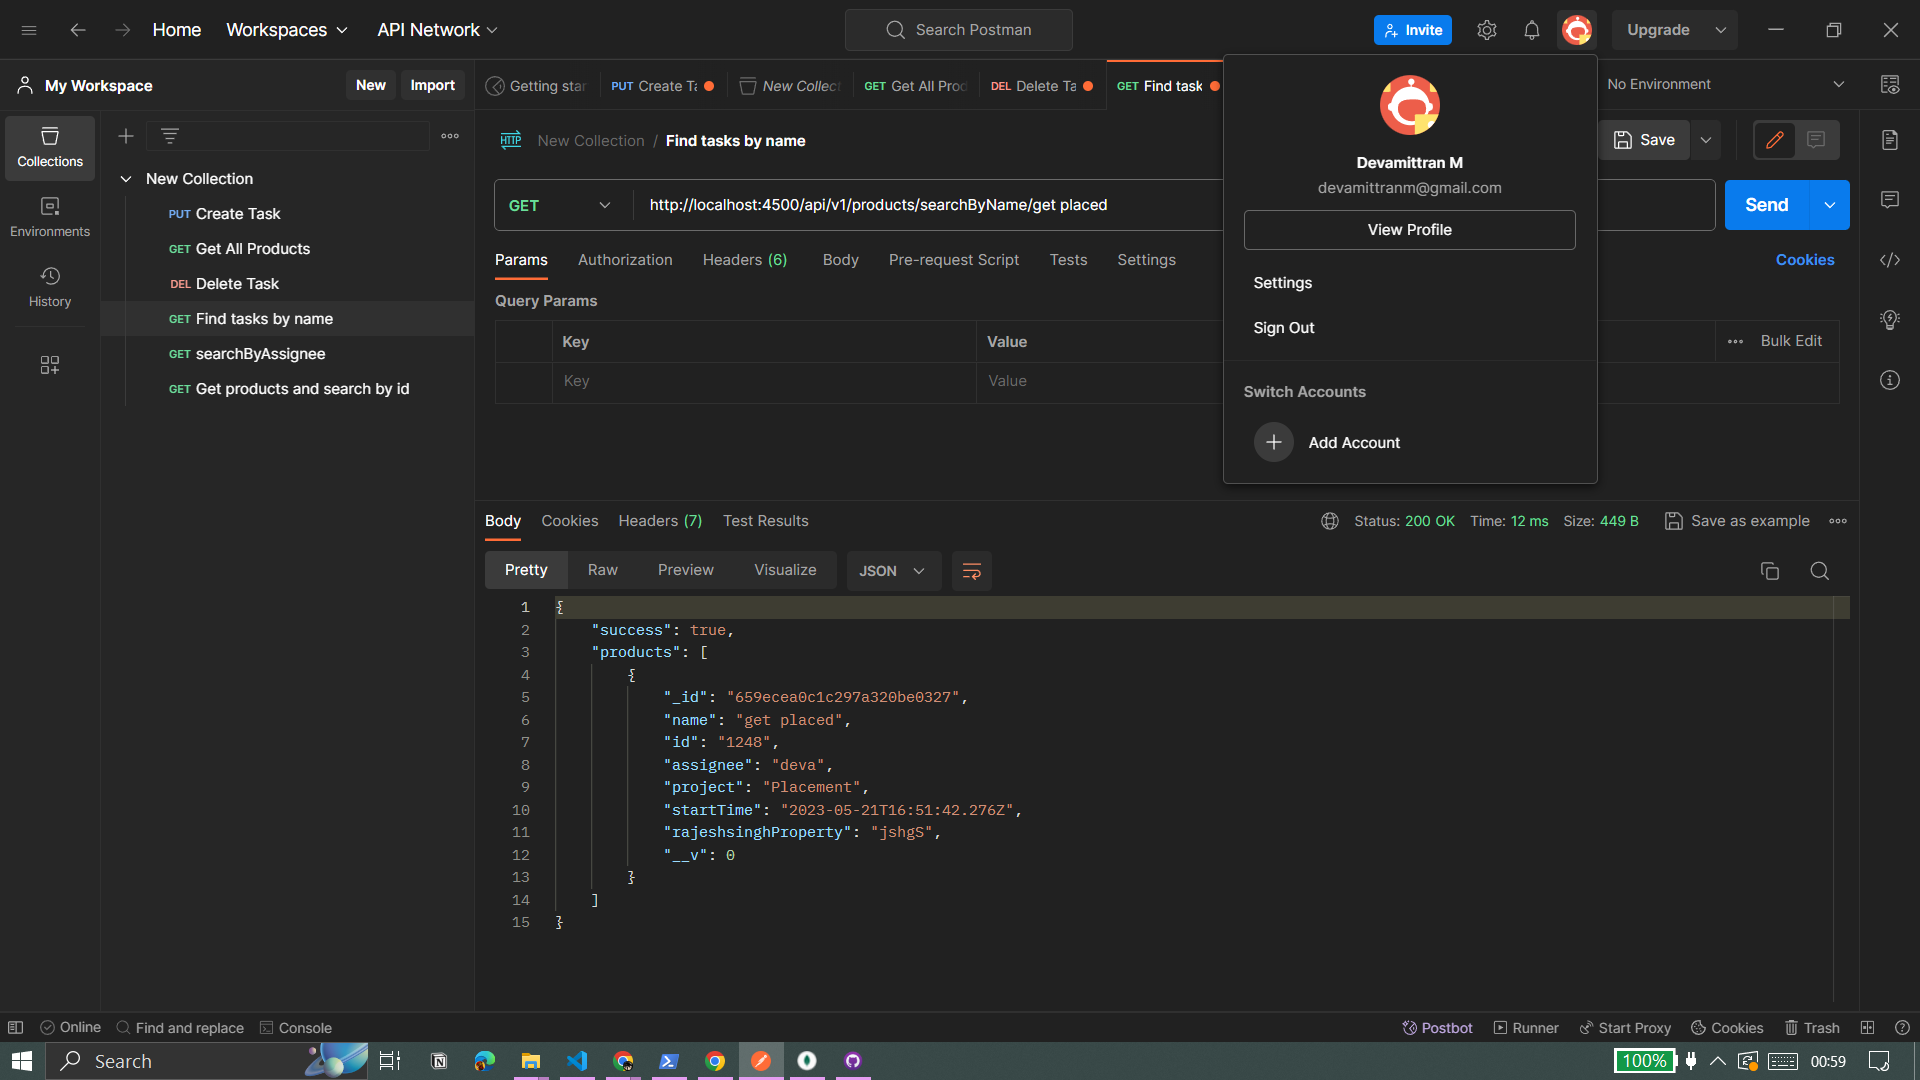 Home Workspaces API Network Search Postman Invite Upgrade
My Workspace New Import
Getting star PUT Create Ta New Collect GET Get All Prod DEL Delete Ta GET Find task No Environment
Collections
Environments
History
New Collection
PUT Create Task
GET Get All Products
DEL Delete Task
GET Find tasks by name
GET searchByAssignee
GET Get products and search by id
HTTP New Collection / Find tasks by name Save
GET http://localhost:4500/api/v1/products/searchByName/get placed Send
Params Authorization Headers (6) Body Pre-request Script Tests Settings Cookies
Query Params
Key Value Bulk Edit
Key Value
Devamittran M
devamittranm@gmail.com
View Profile
Settings
Sign Out
Switch Accounts
Add Account
Body Cookies Headers (7) Test Results Status: 200 OK Time: 12 ms Size: 449 B Save as example
Pretty Raw Preview Visualize JSON
1 {
2 "success": true,
3 "products": [
4 {
5 "_id": "659ecea0c1c297a320be0327",
6 "name": "get placed",
7 "id": "1248",
8 "assignee": "deva",
9 "project": "Placement",
10 "startTime": "2023-05-21T16:51:42.276Z",
11 "rajeshsinghProperty": "jshgS",
12 "__v": 0
13 }
14 ]
15 }
Online Find and replace Console Postbot Runner Start Proxy Cookies Trash
Search 100% 00:59